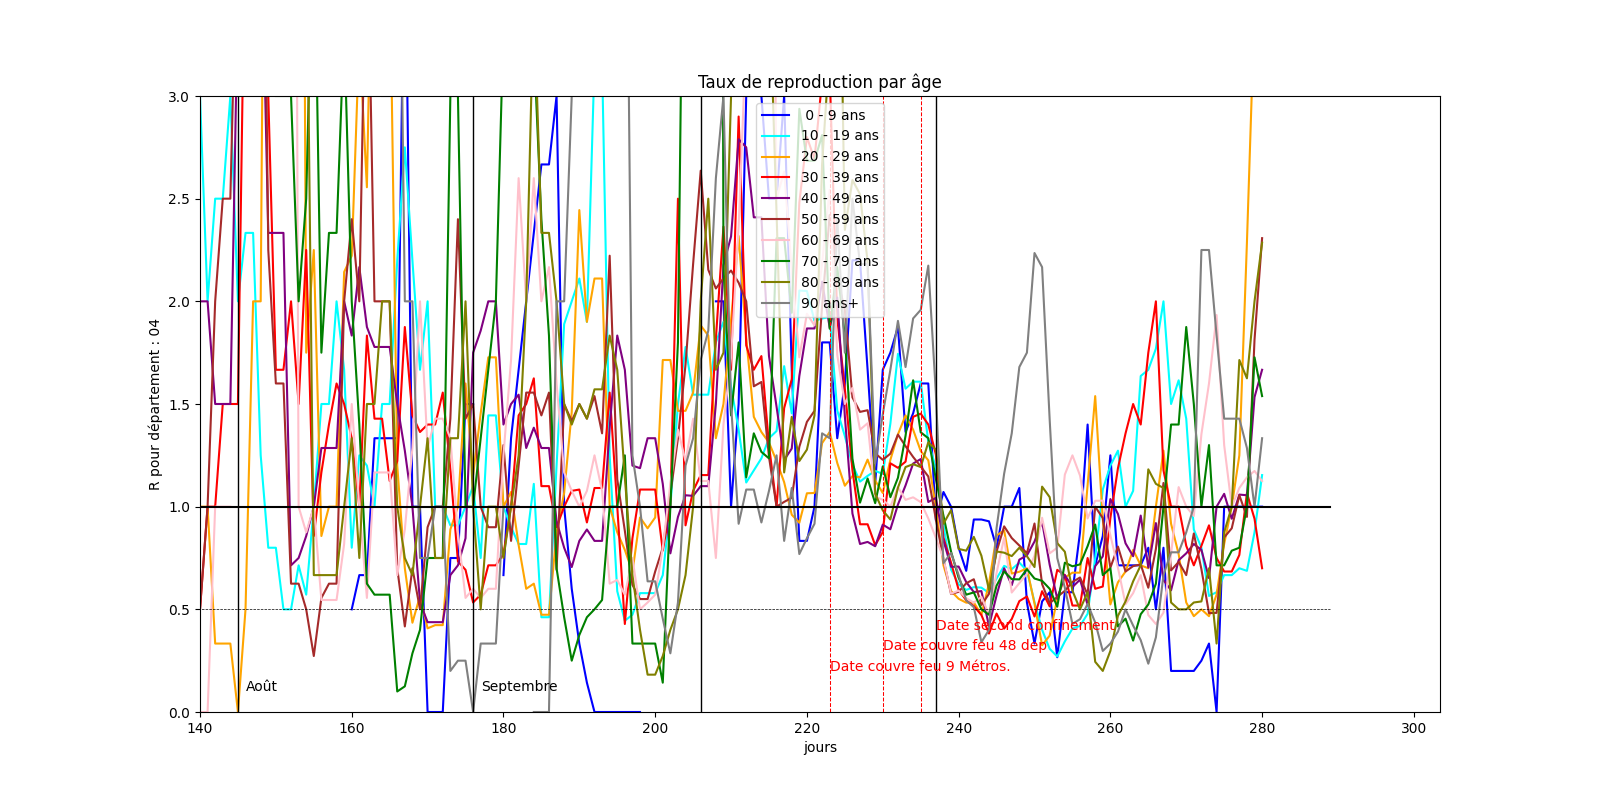 Taux de reproduction par âge
R pour département : 04
3.0
2.5
2.0
1.5
1.0
0.5
0.0
0 - 9 ans
10 - 19 ans
20 - 29 ans
30 - 39 ans
40 - 49 ans
50 - 59 ans
60 - 69 ans
70 - 79 ans
80 - 89 ans
90 ans+
Date second confinement
Date couvre feu 48 dep
Date couvre feu 9 Métros.
Août
Septembre
140 160 180 200 220 240 260 280 300
jours